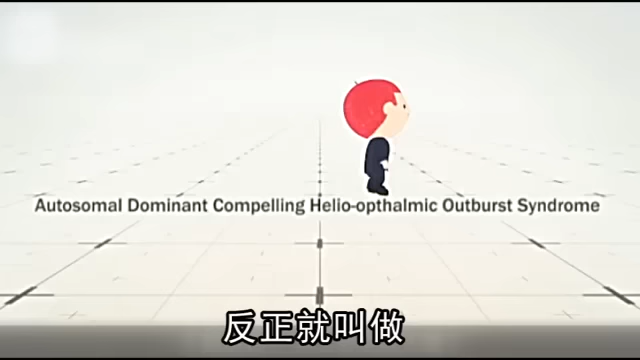 Autosomal Dominant Compelling Helio-opthalmic Outburst Syndrome
反正就叫做